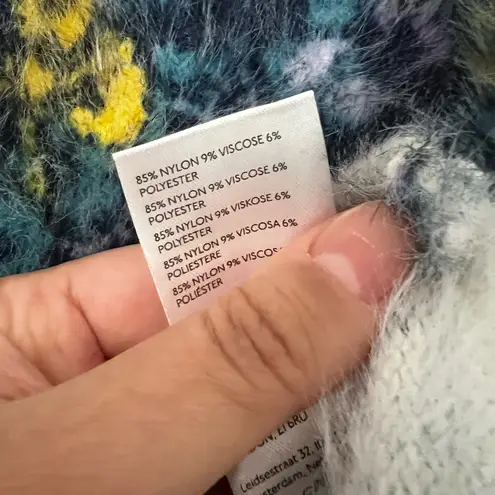 85% NYLON 9% VISCOSE 6%
POLYESTER
85% NYLON 9% VISCOSE 6%
POLYESTER
85% NYLON 9% VISKOSE 6%
POLYESTER
85% NYLON 9% VISCOSA 6%
POLIESTERE
85% NYLON 9% VISCOSA
POLIÉSTER
Leidsestraat 32,